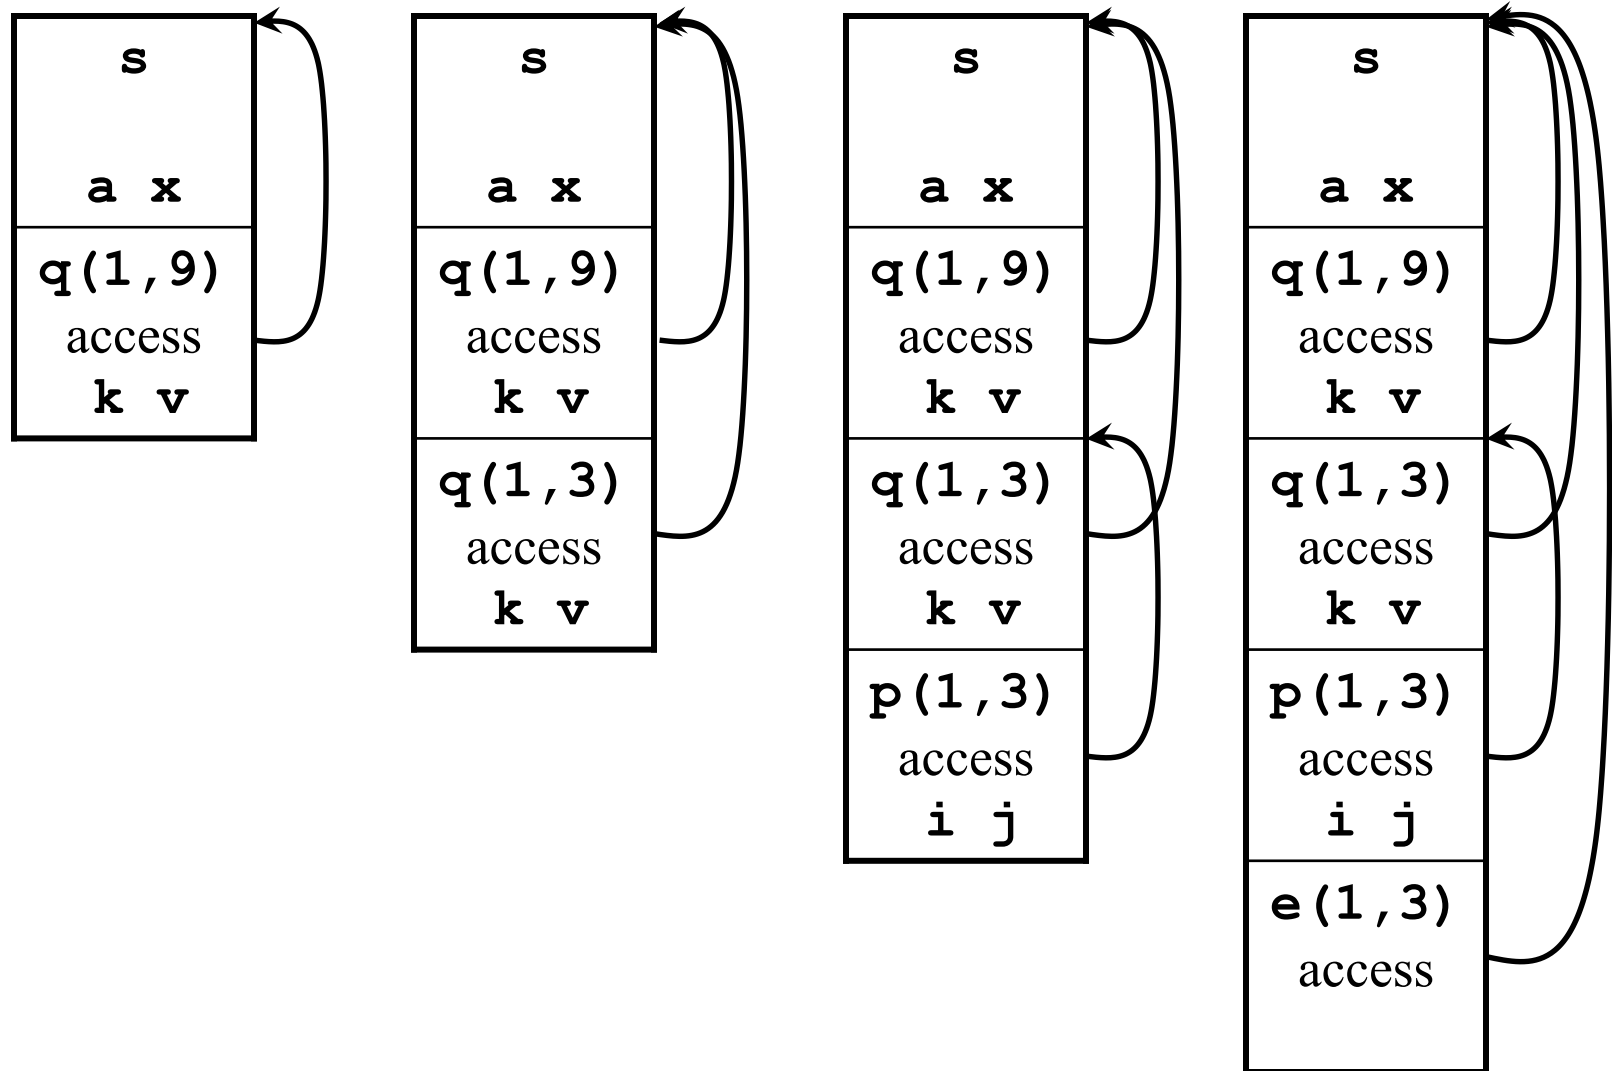 s
a x
q(1,9)
access
k v
s
a x
q(1,9)
access
k v
q(1,3)
access
k v
s
a x
q(1,9)
access
k v
q(1,3)
access
k v
p(1,3)
access
i j
s
a x
q(1,9)
access
k v
q(1,3)
access
k v
p(1,3)
access
i j
e(1,3)
access